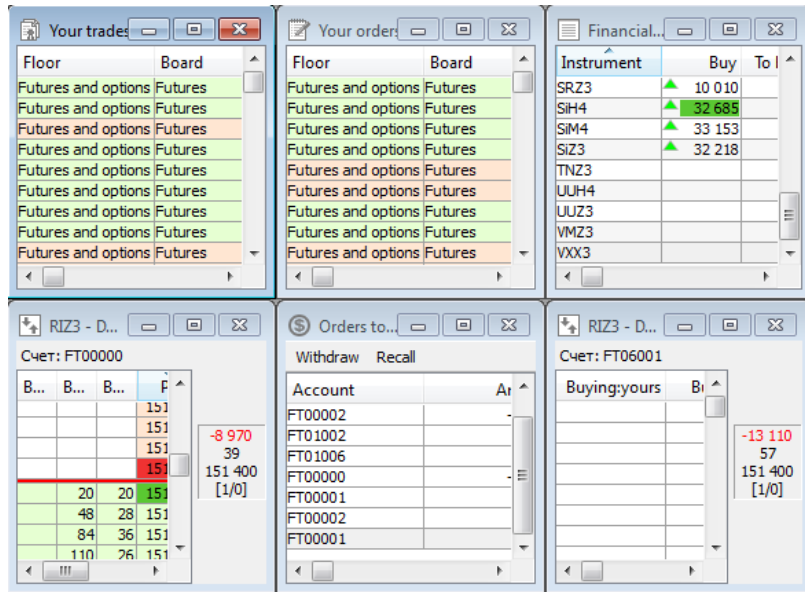 Your trades
Floor Board
Futures and options Futures
Futures and options Futures
Futures and options Futures
Futures and options Futures
Futures and options Futures
Futures and options Futures
Futures and options Futures
Futures and options Futures
Futures and options Futures
Your orders
Floor Board
Futures and options Futures
Futures and options Futures
Futures and options Futures
Futures and options Futures
Futures and options Futures
Futures and options Futures
Futures and options Futures
Futures and options Futures
Futures and options Futures
Financial...
Instrument Buy To
SRZ3 10 010
SiH4 32 685
SiM4 33 153
SiZ3 32 218
TNZ3
UUH4
UUZ3
VMZ3
VXX3
RIZ3 - D...
Счет: FT00000
B... B... B...
151
151
151
151
20 20 151
48 28 151
84 36 151
110 26 151
-8 970
39
151 400
[1/0]
Orders to...
Withdraw Recall
Account
FT00002 -
FT01002
FT01006
FT00000 -
FT00001
FT00002
FT00001
RIZ3 - D...
Счет: FT06001
Buying:yours
-13 110
57
151 400
[1/0]